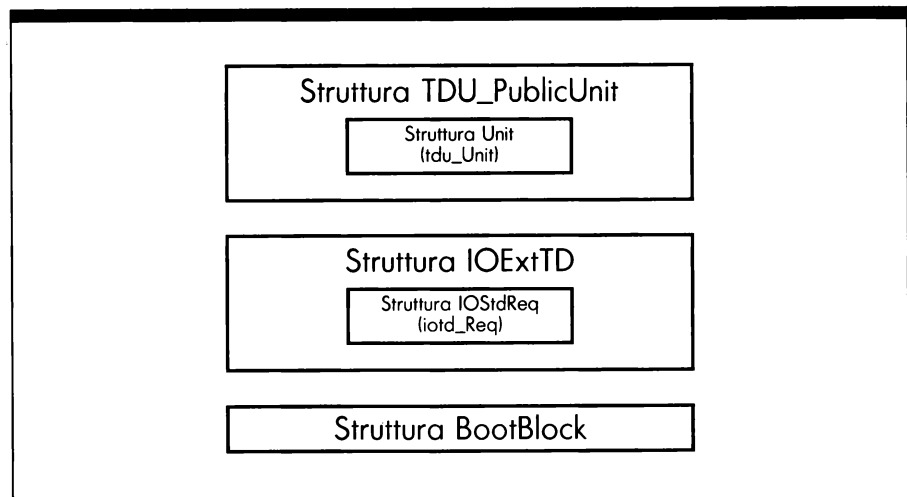 Struttura TDU_PublicUnit
Struttura Unit
(tdu_Unit)
Struttura IOExtTD
Struttura IOStdReq
(iotd_Req)
Struttura BootBlock